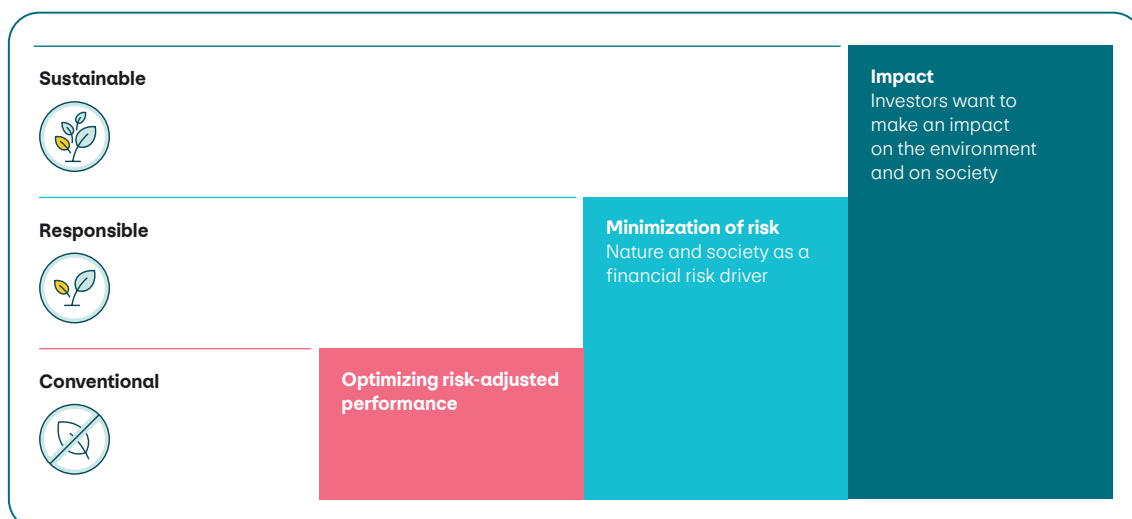 Sustainable
Impact
Investors want to
make an impact
on the environment
and on society
Responsible
Minimization of risk
Nature and society as a
financial risk driver
Conventional
Optimizing risk-adjusted
performance